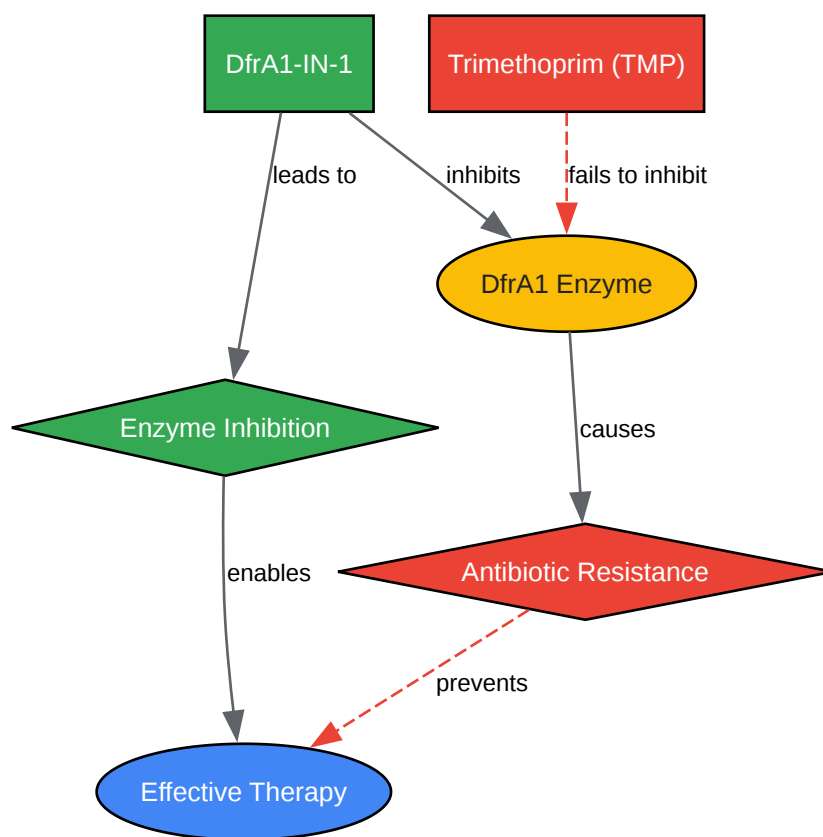 DfrA1-IN-1
Trimethoprim (TMP)
leads to
inhibits
fails to inhibit
DfrA1 Enzyme
Enzyme Inhibition
causes
enables
Antibiotic Resistance
prevents
Effective Therapy